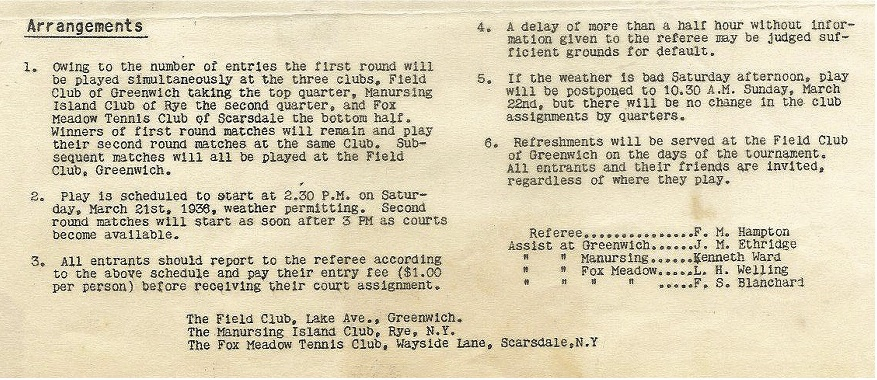 Arrangements
1. Owing to the number of entries the first round will
be played simultaneously at the three clubs, Field
Club of Greenwich taking the top quarter, Manursing
Island Club of Rye the second quarter, and Fox
Meadow Tennis Club of Scarsdale the bottom half.
Winners of first round matches will remain and play
their second round matches at the same Club. Sub-
sequent matches will all be played at the Field
Club, Greenwich.
2. Play is scheduled to start at 2.30 P.M. on Satur-
day, March 21st, 1936, weather permitting. Second
round matches will start as soon after 3 PM as courts
become available.
3. All entrants should report to the referee according
to the above schedule and pay their entry fee ($1.00
per person) before receiving their court assignment.
4. A delay of more than a half hour without infor-
mation given to the referee may be judged suf-
ficient grounds for default.
5. If the weather is bad Saturday afternoon, play
will be postponed to 10.30 A.M. Sunday, March
22nd, but there will be no change in the club
assignments by quarters.
6. Refreshments will be served at the Field Club
of Greenwich on the days of the tournament.
All entrants and their friends are invited,
regardless of where they play.
Referee...............F. M. Hampton
Assist at Greenwich......J. M. Ethridge
" " Manursing......Kenneth Ward
" " Fox Meadow.....L. H. Welling
" " " " .....F. S. Blanchard
The Field Club, Lake Ave., Greenwich.
The Manursing Island Club, Rye, N.Y.
The Fox Meadow Tennis Club, Wayside Lane, Scarsdale,N.Y